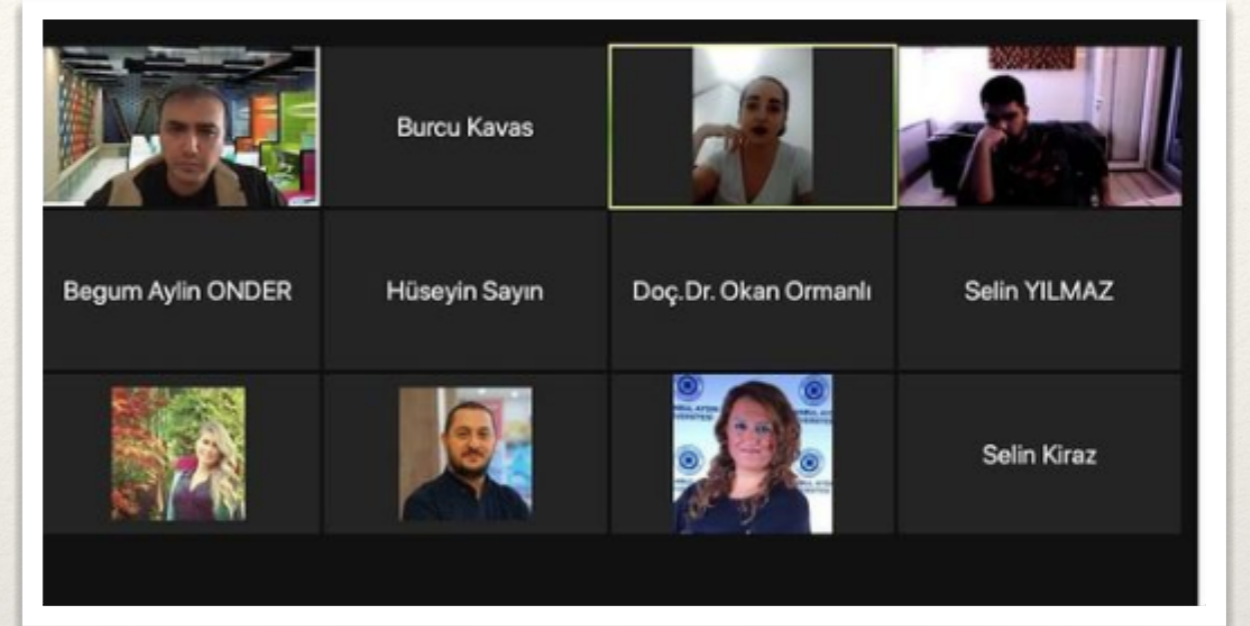 Burcu Kavas
Begum Aylin ONDER
Hüseyin Sayın
Doç.Dr. Okan Ormanlı
Selin YILMAZ
Selin Kiraz